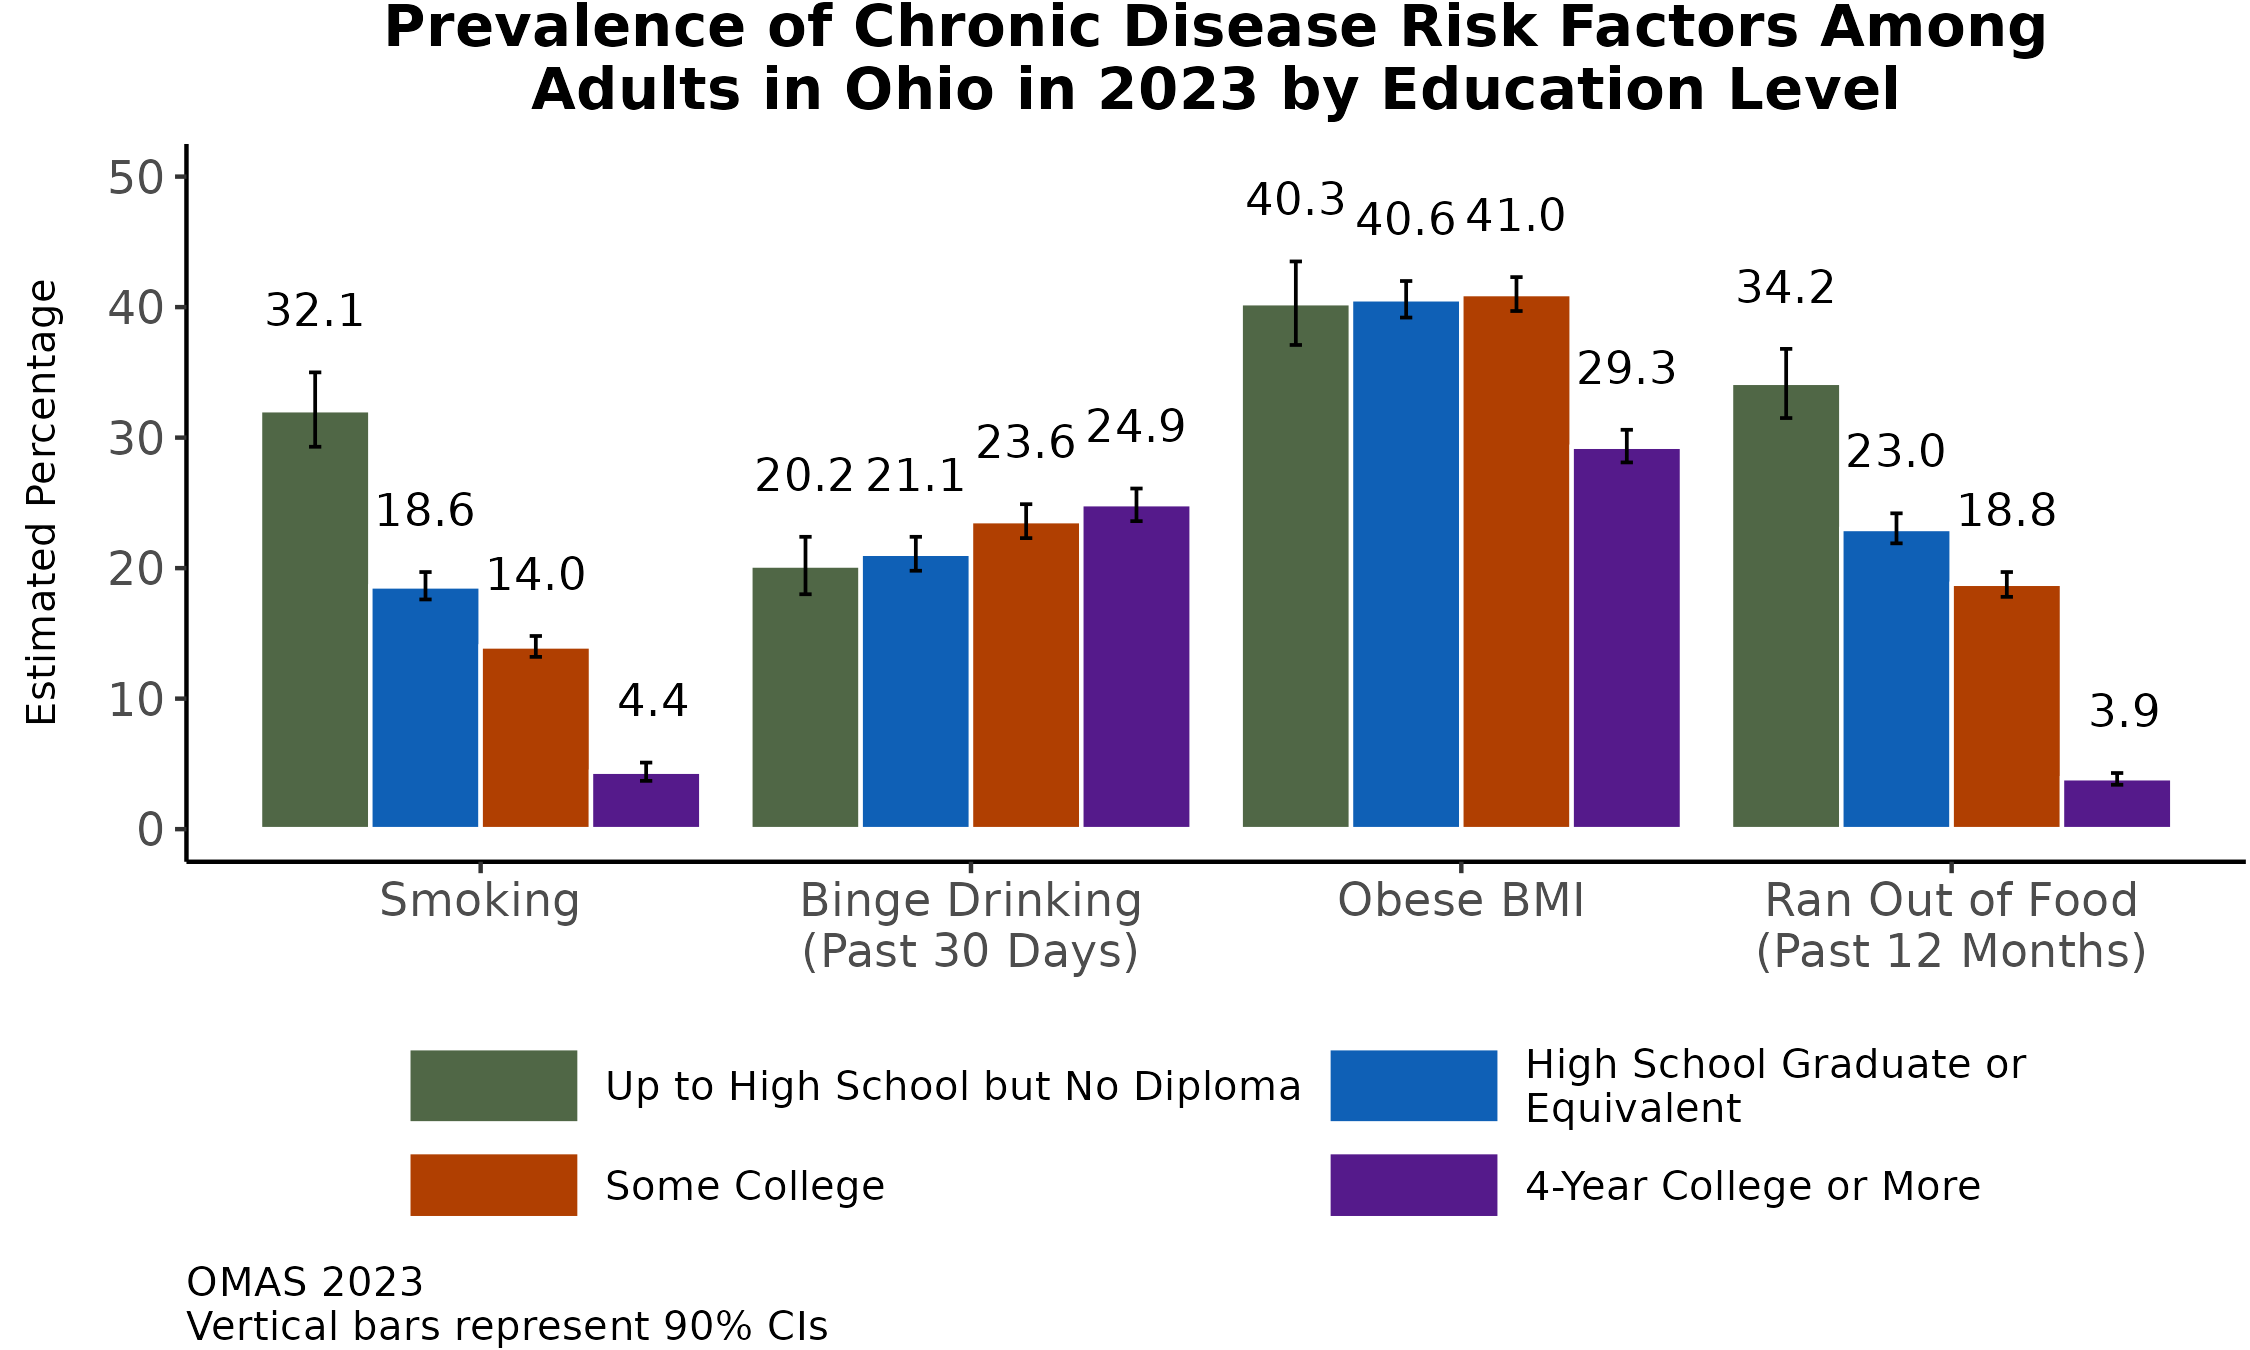 Prevalence of Chronic Disease Risk Factors Among
Adults in Ohio in 2023 by Education Level
Estimated Percentage
50
40
30
20
10
0
32.1
18.6
14.0
4.4
20.2
21.1
23.6
24.9
40.3
40.6
41.0
29.3
34.2
23.0
18.8
3.9
Smoking
Binge Drinking
(Past 30 Days)
Obese BMI
Ran Out of Food
(Past 12 Months)
Up to High School but No Diploma
High School Graduate or
Equivalent
Some College
4-Year College or More
OMAS 2023
Vertical bars represent 90% CIs